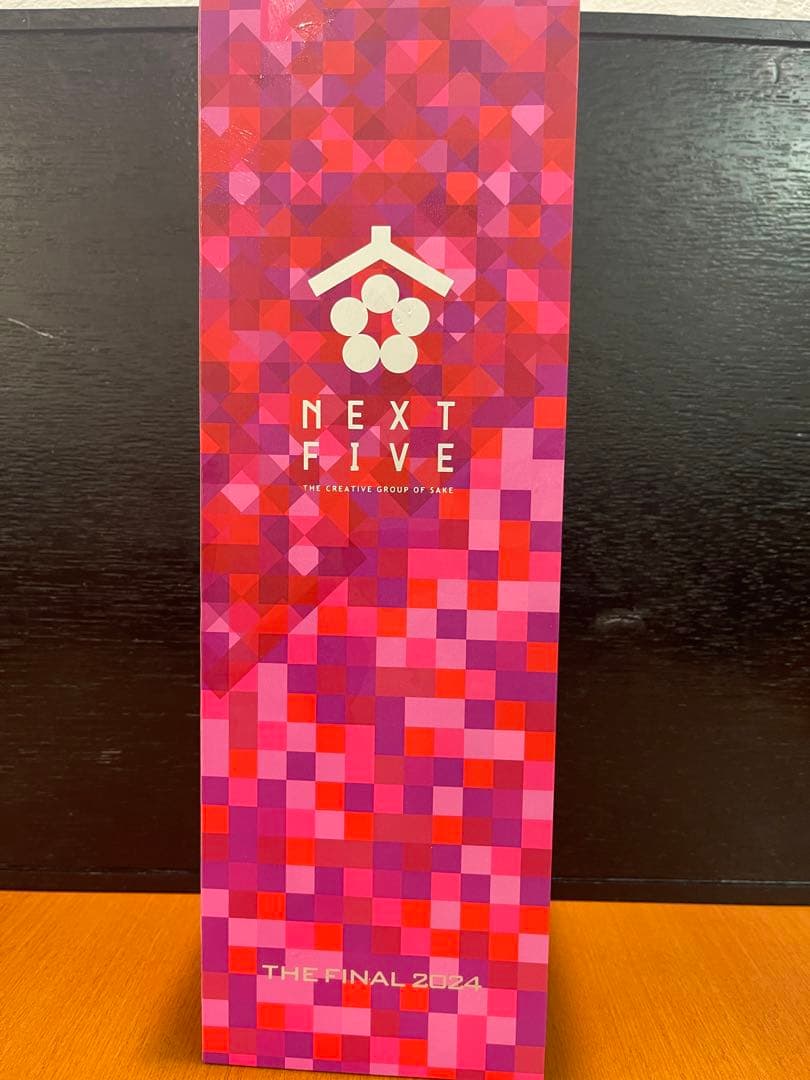 NEXT
FIVE
THE CREATIVE GROUP OF SAKE
THE FINAL 2024